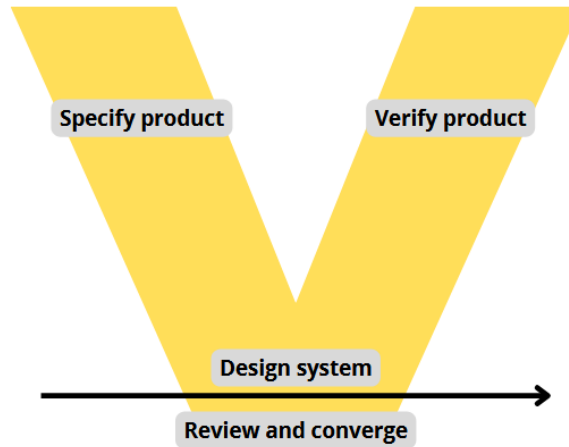 Specify product
Verify product
Design system
Review and converge